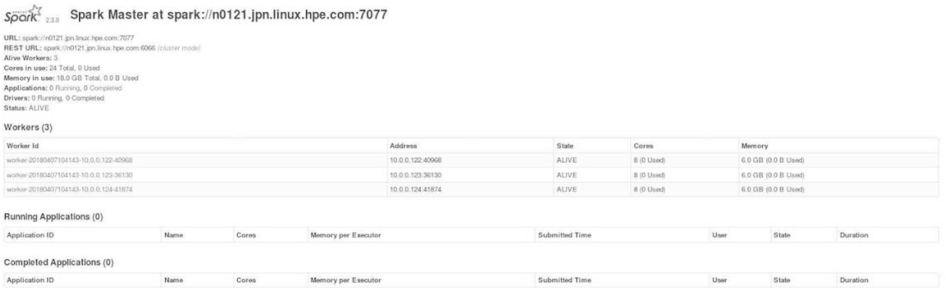 APACHE Spark 2.3.0 Spark Master at spark://n0121.jpn.linux.hpe.com:7077
URL: spark://n0121.jpn.linux.hpe.com:7077
REST URL: spark://n0121.jpn.linux.hpe.com:6066 (cluster mode)
Alive Workers: 3
Cores in use: 24 Total, 0 Used
Memory in use: 18.0 GB Total, 0.0 B Used
Applications: 0 Running, 0 Completed
Drivers: 0 Running, 0 Completed
Status: ALIVE
Workers (3)
Worker Id Address State Cores Memory
worker-20180407104143-10.0.0.122-40968 10.0.0.122:40968 ALIVE 8 (0 Used) 6.0 GB (0.0 B Used)
worker-20180407104143-10.0.0.123-36130 10.0.0.123:36130 ALIVE 8 (0 Used) 6.0 GB (0.0 B Used)
worker-20180407104143-10.0.0.124-41874 10.0.0.124:41874 ALIVE 8 (0 Used) 6.0 GB (0.0 B Used)
Running Applications (0)
Application ID Name Cores Memory per Executor Submitted Time User State Duration
Completed Applications (0)
Application ID Name Cores Memory per Executor Submitted Time User State Duration